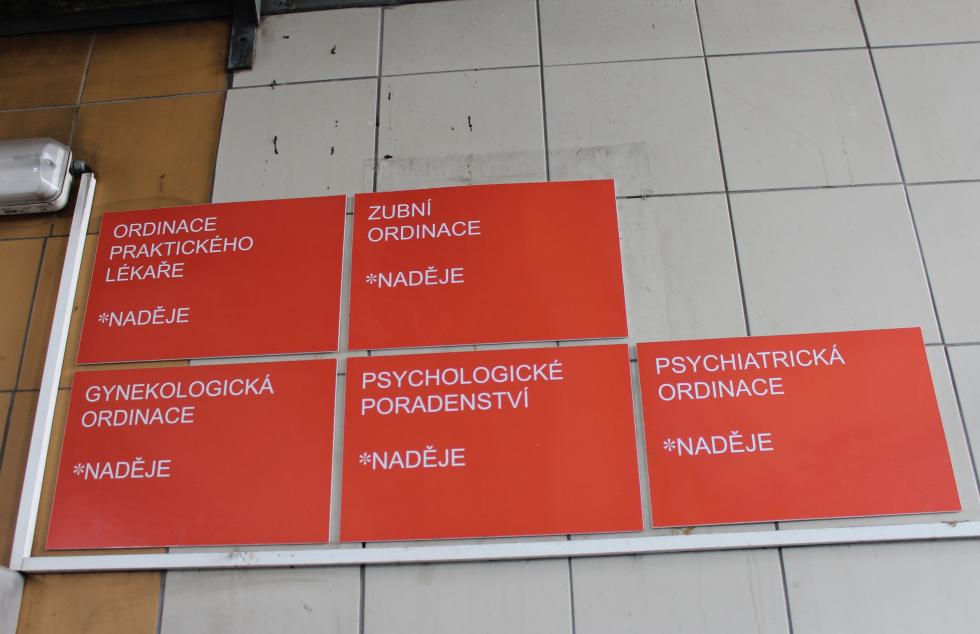 ORDINACE
PRAKTICKÉHO
LÉKAŘE
*NADĚJE
ZUBNÍ
ORDINACE
*NADĚJE
GYNEKOLOGICKÁ
ORDINACE
*NADĚJE
PSYCHOLOGICKÉ
PORADENSTVÍ
*NADĚJE
PSYCHIATRICKÁ
ORDINACE
*NADĚJE